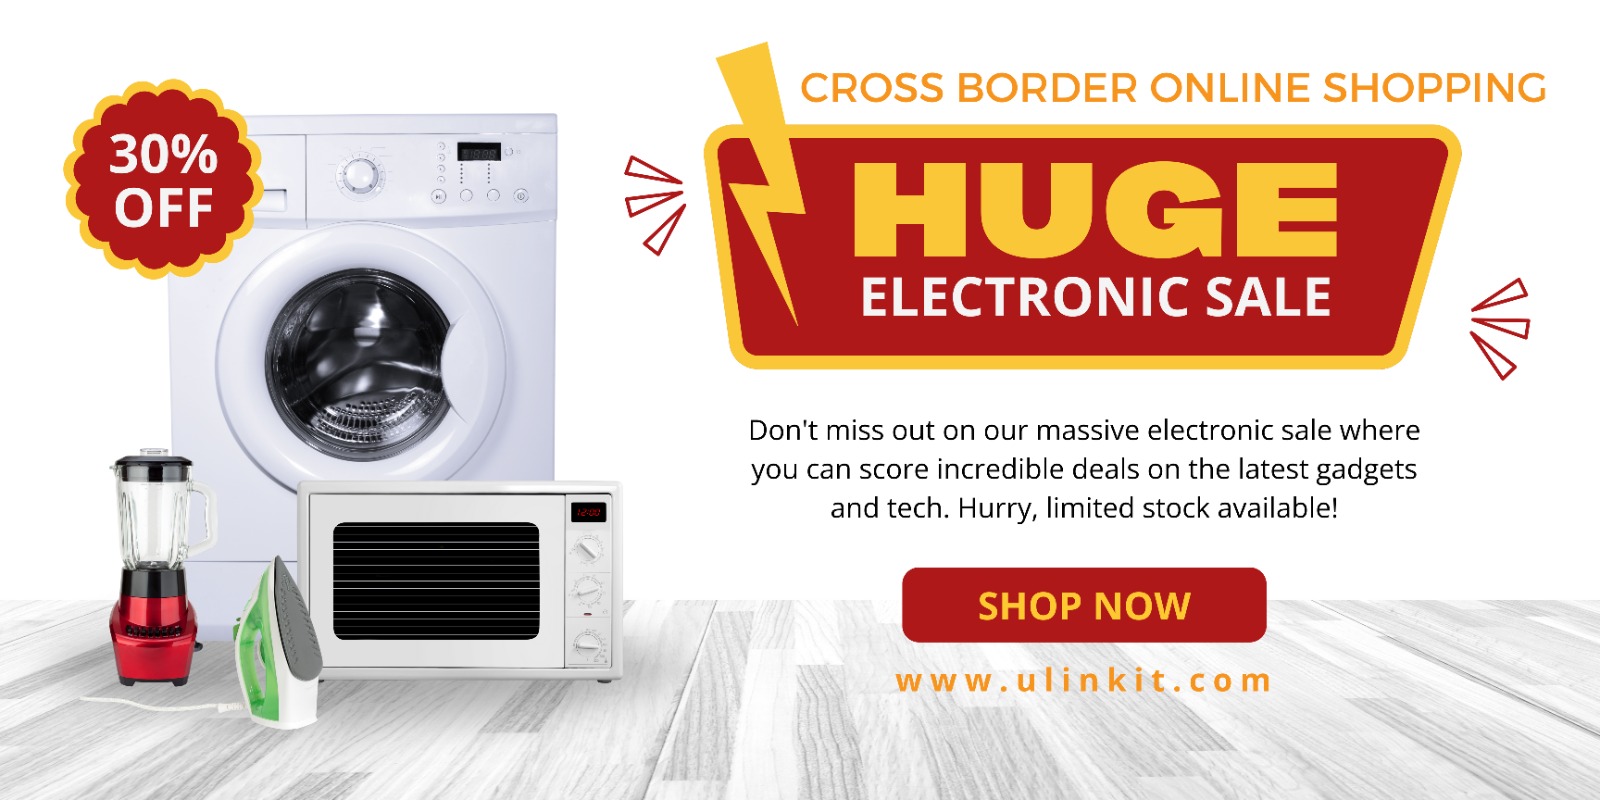 30%
OFF
CROSS BORDER ONLINE SHOPPING
HUGE
ELECTRONIC SALE
Don't miss out on our massive electronic sale where
you can score incredible deals on the latest gadgets
and tech. Hurry, limited stock available!
SHOP NOW
www.ulinkit.com
12:00